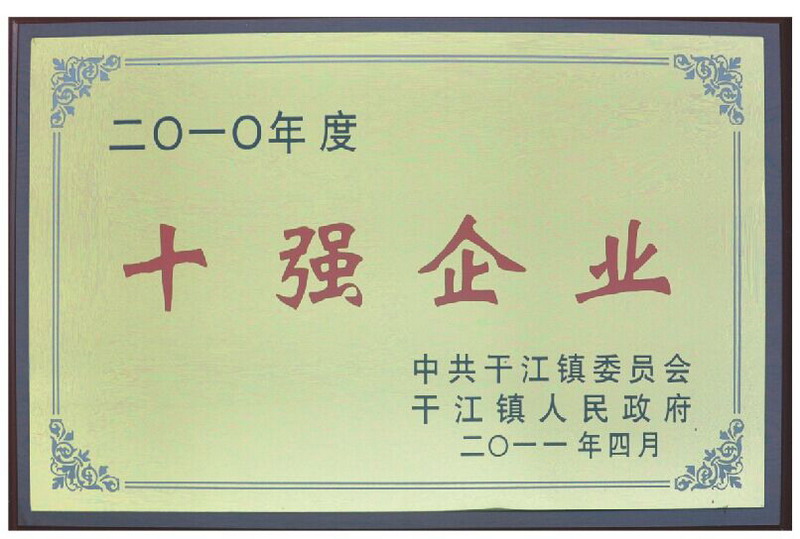 二〇一〇年度
十强企业
中共干江镇委员会
干江镇人民政府
二〇一一年四月